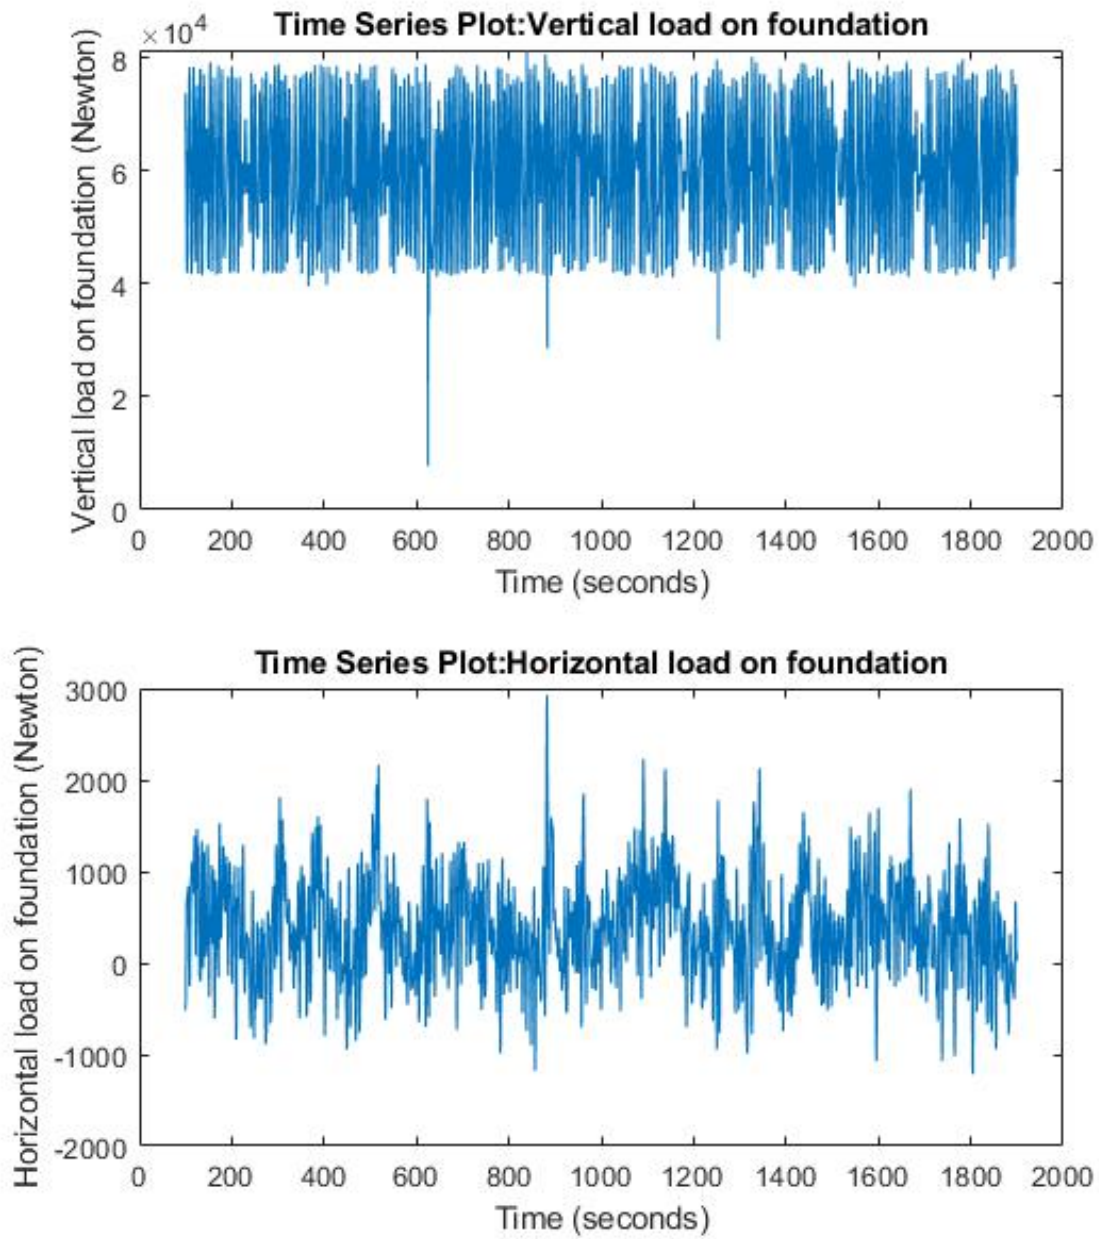 Time Series Plot:Vertical load on foundation
×10⁴
Vertical load on foundation (Newton)
8
6
4
2
0
0 200 400 600 800 1000 1200 1400 1600 1800 2000
Time (seconds)
Time Series Plot:Horizontal load on foundation
Horizontal load on foundation (Newton)
3000
2000
1000
0
-1000
-2000
0 200 400 600 800 1000 1200 1400 1600 1800 2000
Time (seconds)